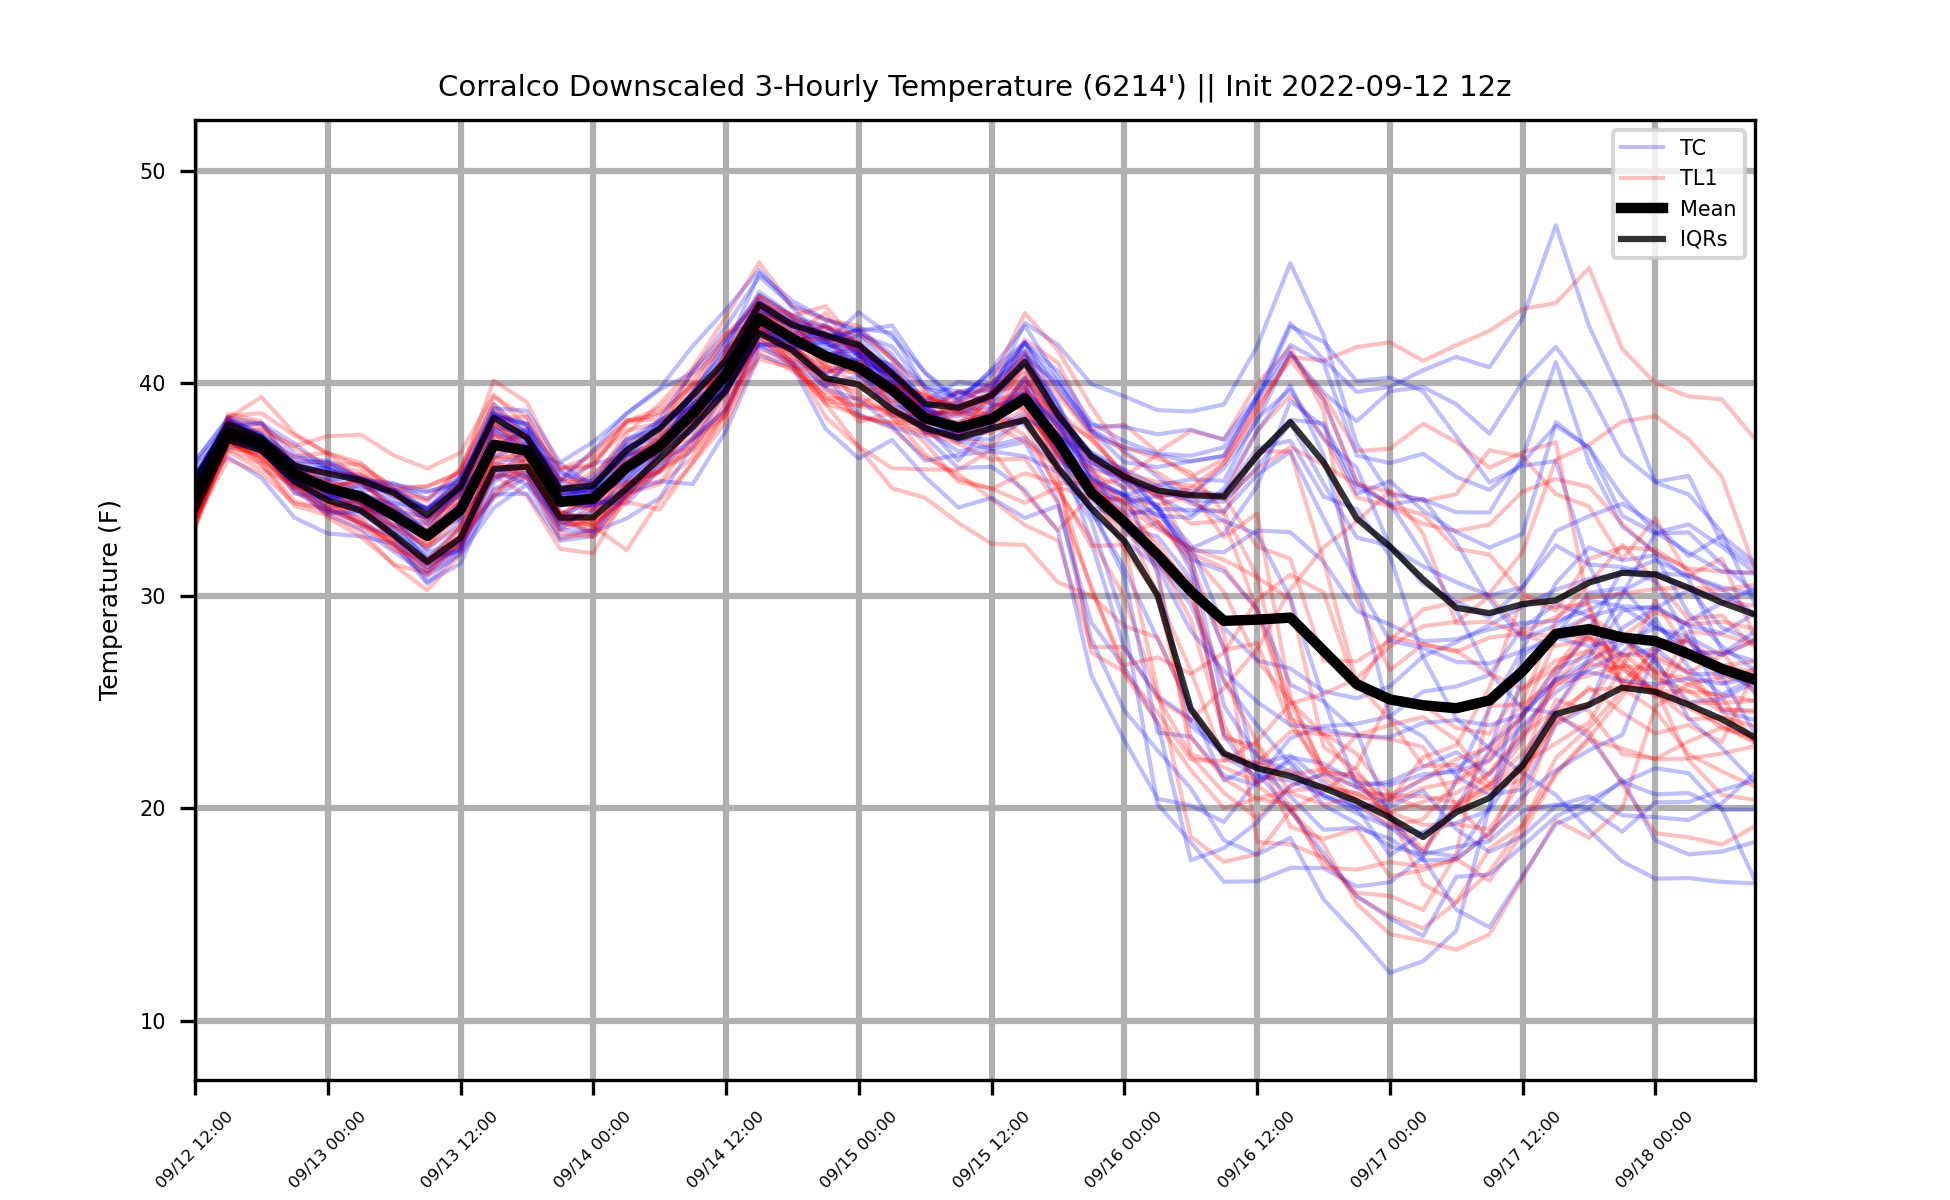 Corralco Downscaled 3-Hourly Temperature (6214') || Init 2022-09-12 12z
TC
TL1
Mean
IQRs
Temperature (F)
50
40
30
20
10
09/12 12:00
09/13 00:00
09/13 12:00
09/14 00:00
09/14 12:00
09/15 00:00
09/15 12:00
09/16 00:00
09/16 12:00
09/17 00:00
09/17 12:00
09/18 00:00